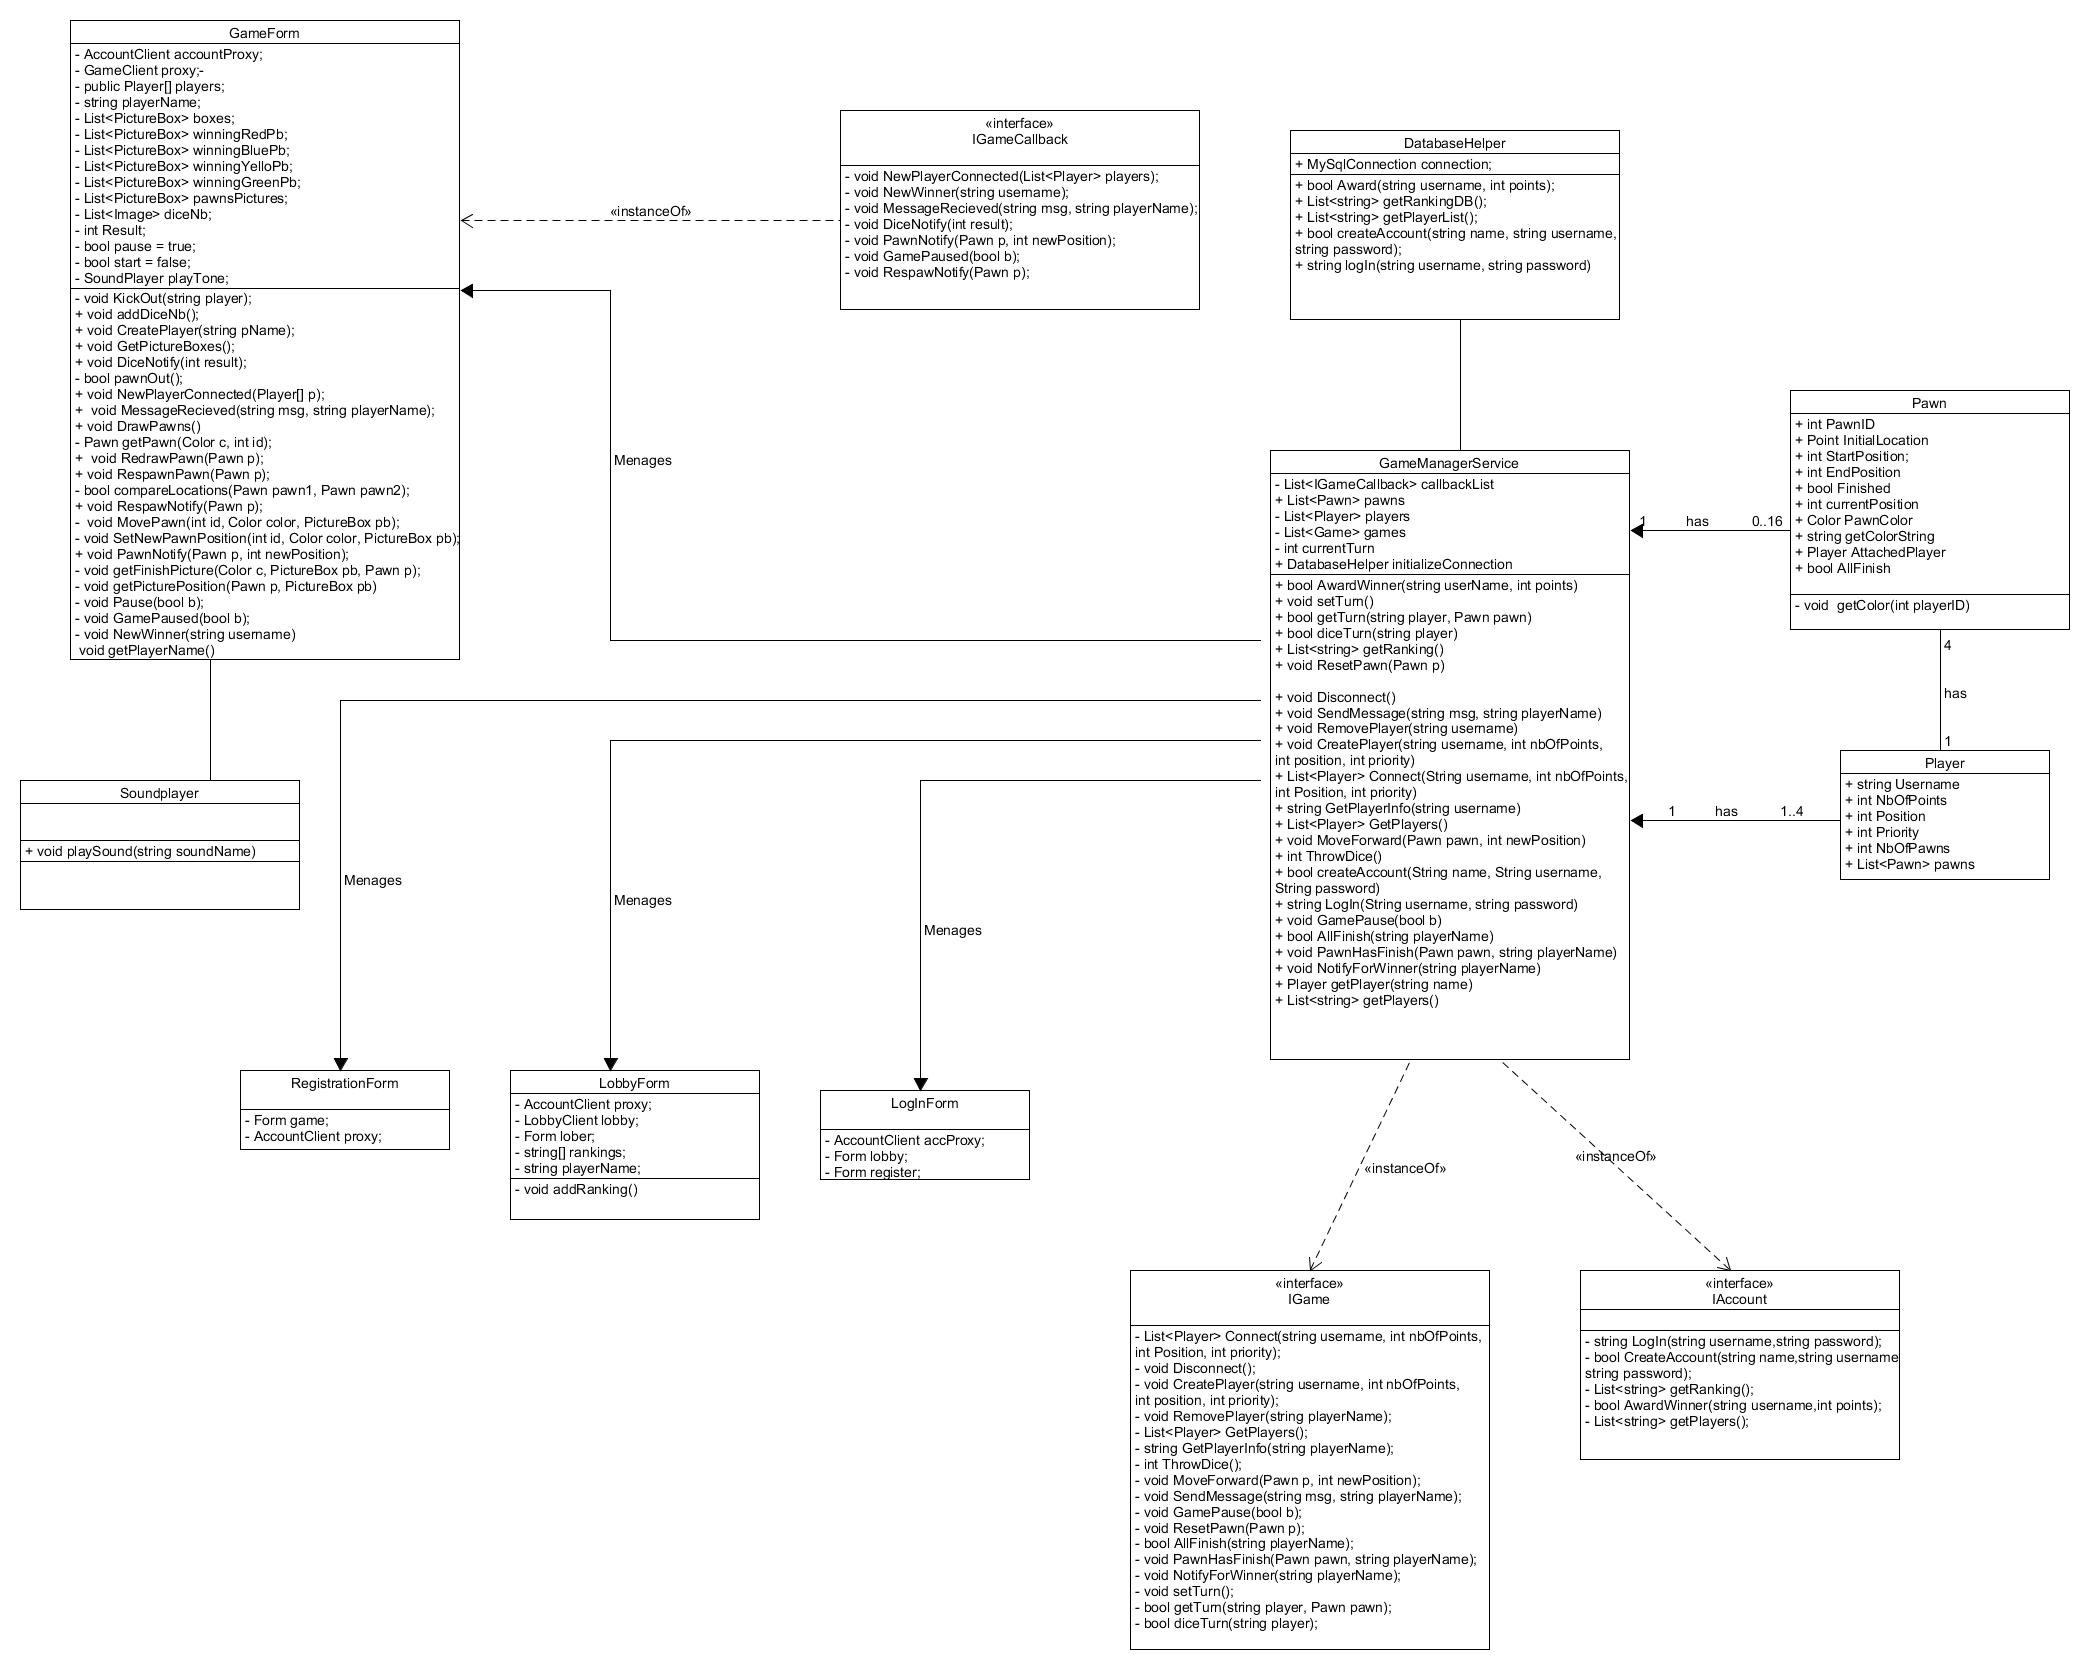 GameForm
- AccountClient accountProxy;
- GameClient proxy;-
- public Player[] players;
- string playerName;
- List<PictureBox> boxes;
- List<PictureBox> winningRedPb;
- List<PictureBox> winningBluePb;
- List<PictureBox> winningYelloPb;
- List<PictureBox> winningGreenPb;
- List<PictureBox> pawnsPictures;
- List<Image> diceNb;
- int Result;
- bool pause = true;
- bool start = false;
- SoundPlayer playTone;
- void KickOut(string player);
+ void addDiceNb();
+ void CreatePlayer(string pName);
+ void GetPictureBoxes();
+ void DiceNotify(int result);
- bool pawnOut();
+ void NewPlayerConnected(Player[] p);
+  void MessageRecieved(string msg, string playerName);
+ void DrawPawns()
- Pawn getPawn(Color c, int id);
+  void RedrawPawn(Pawn p);
+ void RespawnPawn(Pawn p);
- bool compareLocations(Pawn pawn1, Pawn pawn2);
+ void RespawNotify(Pawn p);
-  void MovePawn(int id, Color color, PictureBox pb);
- void SetNewPawnPosition(int id, Color color, PictureBox pb);
+ void PawnNotify(Pawn p, int newPosition);
- void getFinishPicture(Color c, PictureBox pb, Pawn p);
- void getPicturePosition(Pawn p, PictureBox pb)
- void Pause(bool b);
- void GamePaused(bool b);
- void NewWinner(string username)
void getPlayerName()
«instanceOf»
«interface»
IGameCallback
- void NewPlayerConnected(List<Player> players);
- void NewWinner(string username);
- void MessageRecieved(string msg, string playerName);
- void DiceNotify(int result);
- void PawnNotify(Pawn p, int newPosition);
- void GamePaused(bool b);
- void RespawNotify(Pawn p);
DatabaseHelper
+ MySqlConnection connection;
+ bool Award(string username, int points);
+ List<string> getRankingDB();
+ List<string> getPlayerList();
+ bool createAccount(string name, string username,
string password);
+ string logIn(string username, string password)
Menages
GameManagerService
- List<IGameCallback> callbackList
+ List<Pawn> pawns
- List<Player> players
- List<Game> games
- int currentTurn
+ DatabaseHelper initializeConnection
+ bool AwardWinner(string userName, int points)
+ void setTurn()
+ bool getTurn(string player, Pawn pawn)
+ bool diceTurn(string player)
+ List<string> getRanking()
+ void ResetPawn(Pawn p)
+ void Disconnect()
+ void SendMessage(string msg, string playerName)
+ void RemovePlayer(string username)
+ void CreatePlayer(string username, int nbOfPoints,
int position, int priority)
+ List<Player> Connect(String username, int nbOfPoints,
int Position, int priority)
+ string GetPlayerInfo(string username)
+ List<Player> GetPlayers()
+ void MoveForward(Pawn pawn, int newPosition)
+ int ThrowDice()
+ bool createAccount(String name, String username,
String password)
+ string LogIn(String username, string password)
+ void GamePause(bool b)
+ bool AllFinish(string playerName)
+ void PawnHasFinish(Pawn pawn, string playerName)
+ void NotifyForWinner(string playerName)
+ Player getPlayer(string name)
+ List<string> getPlayers()
1 has 0..16
Pawn
+ int PawnID
+ Point InitialLocation
+ int StartPosition;
+ int EndPosition
+ bool Finished
+ int currentPosition
+ Color PawnColor
+ string getColorString
+ Player AttachedPlayer
+ bool AllFinish
- void  getColor(int playerID)
4
has
1
Player
+ string Username
+ int NbOfPoints
+ int Position
+ int Priority
+ int NbOfPawns
+ List<Pawn> pawns
1 has 1..4
Soundplayer
+ void playSound(string soundName)
Menages
Menages
Menages
RegistrationForm
- Form game;
- AccountClient proxy;
LobbyForm
- AccountClient proxy;
- LobbyClient lobby;
- Form lober;
- string[] rankings;
- string playerName;
- void addRanking()
LogInForm
- AccountClient accProxy;
- Form lobby;
- Form register;
«instanceOf»
«instanceOf»
«interface»
IGame
- List<Player> Connect(string username, int nbOfPoints,
int Position, int priority);
- void Disconnect();
- void CreatePlayer(string username, int nbOfPoints,
int position, int priority);
- void RemovePlayer(string playerName);
- List<Player> GetPlayers();
- string GetPlayerInfo(string playerName);
- int ThrowDice();
- void MoveForward(Pawn p, int newPosition);
- void SendMessage(string msg, string playerName);
- void GamePause(bool b);
- void ResetPawn(Pawn p);
- bool AllFinish(string playerName);
- void PawnHasFinish(Pawn pawn, string playerName);
- void NotifyForWinner(string playerName);
- void setTurn();
- bool getTurn(string player, Pawn pawn);
- bool diceTurn(string player);
«interface»
IAccount
- string LogIn(string username,string password);
- bool CreateAccount(string name,string username
string password);
- List<string> getRanking();
- bool AwardWinner(string username,int points);
- List<string> getPlayers();